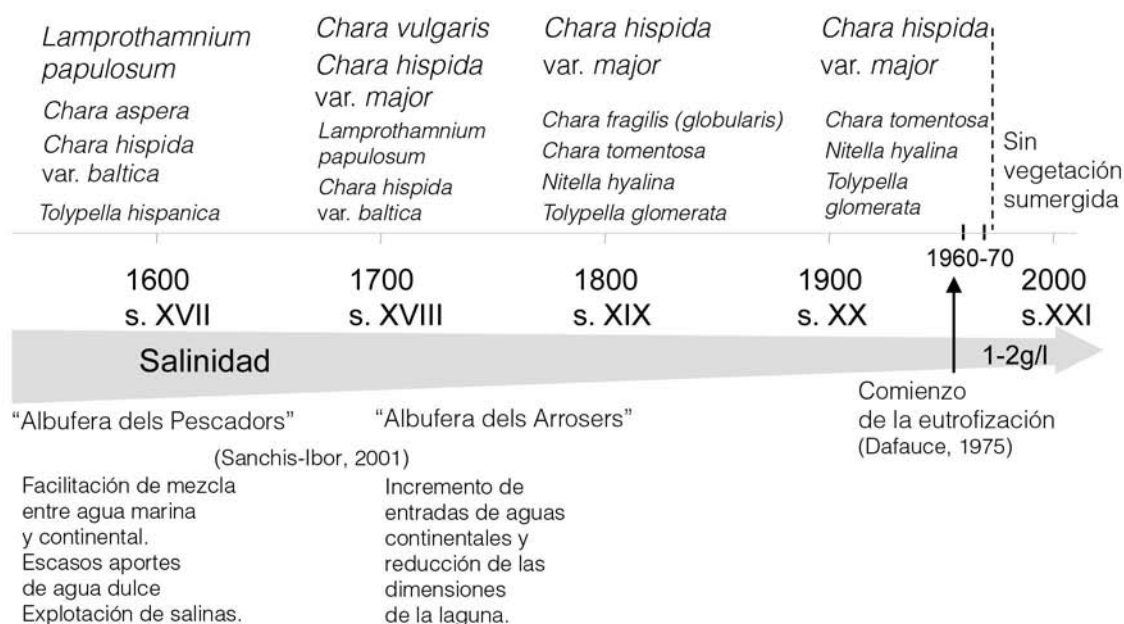 Lamprothamnium
papulosum
Chara aspera
Chara hispida
var. baltica
Tolypella hispanica
Chara vulgaris
Chara hispida
var. major
Lamprothamnium
papulosum
Chara hispida
var. baltica
Chara hispida
var. major
Chara fragilis (globularis)
Chara tomentosa
Nitella hyalina
Tolypella glomerata
Chara hispida
var. major
Chara tomentosa
Nitella hyalina
Tolypella
glomerata
Sin
vegetación
sumergida
1960-70
1600
s. XVII
1700
s. XVIII
1800
s. XIX
1900
s. XX
2000
s.XXI
Salinidad
1-2g/l
Comienzo
de la eutrofización
(Dafauce, 1975)
“Albufera dels Pescadors”
“Albufera dels Arrosers”
(Sanchis-Ibor, 2001)
Facilitación de mezcla
entre agua marina
y continental.
Escasos aportes
de agua dulce
Explotación de salinas.
Incremento de
entradas de aguas
continentales y
reducción de las
dimensiones
de la laguna.